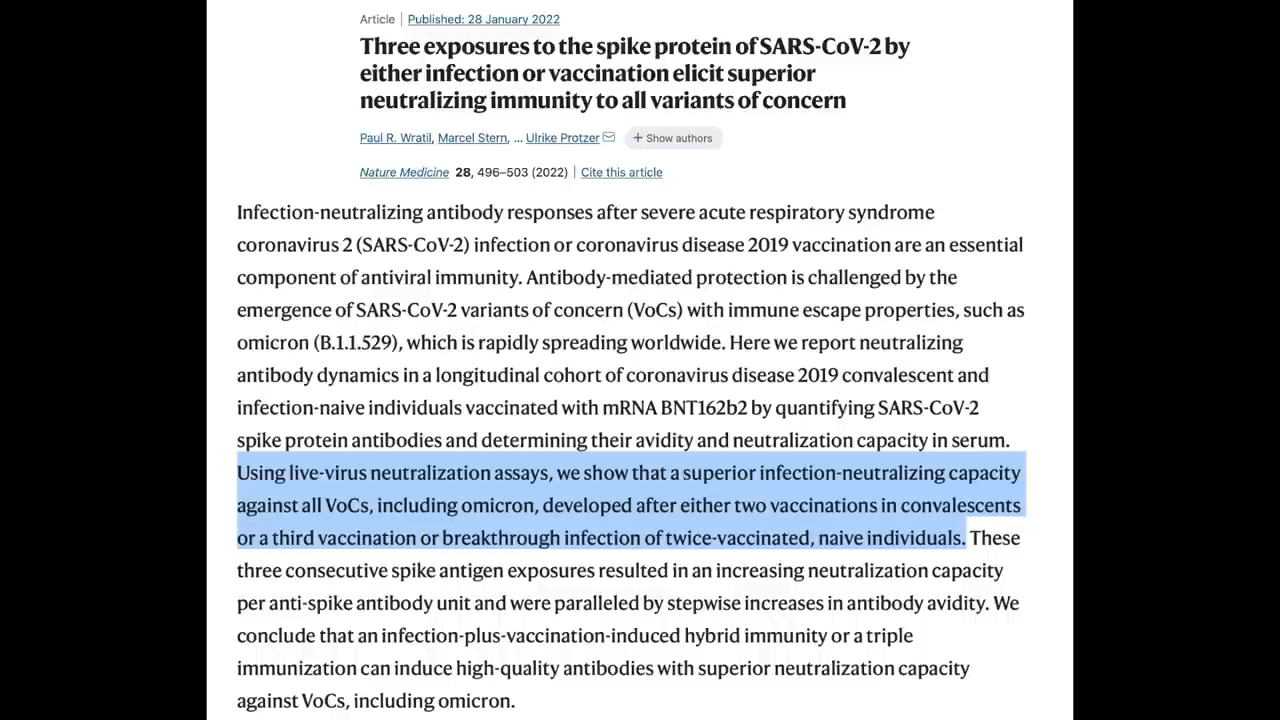 Article | Published: 28 January 2022
Three exposures to the spike protein of SARS-CoV-2 by
either infection or vaccination elicit superior
neutralizing immunity to all variants of concern
Paul R. Wratil, Marcel Stern, ... Ulrike Protzer + Show authors
Nature Medicine 28, 496–503 (2022) | Cite this article
Infection-neutralizing antibody responses after severe acute respiratory syndrome
coronavirus 2 (SARS-CoV-2) infection or coronavirus disease 2019 vaccination are an essential
component of antiviral immunity. Antibody-mediated protection is challenged by the
emergence of SARS-CoV-2 variants of concern (VoCs) with immune escape properties, such as
omicron (B.1.1.529), which is rapidly spreading worldwide. Here we report neutralizing
antibody dynamics in a longitudinal cohort of coronavirus disease 2019 convalescent and
infection-naive individuals vaccinated with mRNA BNT162b2 by quantifying SARS-CoV-2
spike protein antibodies and determining their avidity and neutralization capacity in serum.
Using live-virus neutralization assays, we show that a superior infection-neutralizing capacity
against all VoCs, including omicron, developed after either two vaccinations in convalescents
or a third vaccination or breakthrough infection of twice-vaccinated, naive individuals. These
three consecutive spike antigen exposures resulted in an increasing neutralization capacity
per anti-spike antibody unit and were paralleled by stepwise increases in antibody avidity. We
conclude that an infection-plus-vaccination-induced hybrid immunity or a triple
immunization can induce high-quality antibodies with superior neutralization capacity
against VoCs, including omicron.